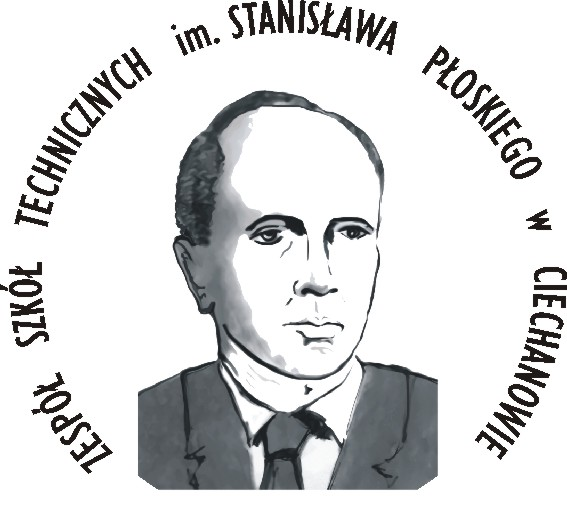 ZESPÓŁ SZKÓŁ TECHNICZNYCH im. STANISŁAWA PŁOSKIEGO w CIECHANOWIE